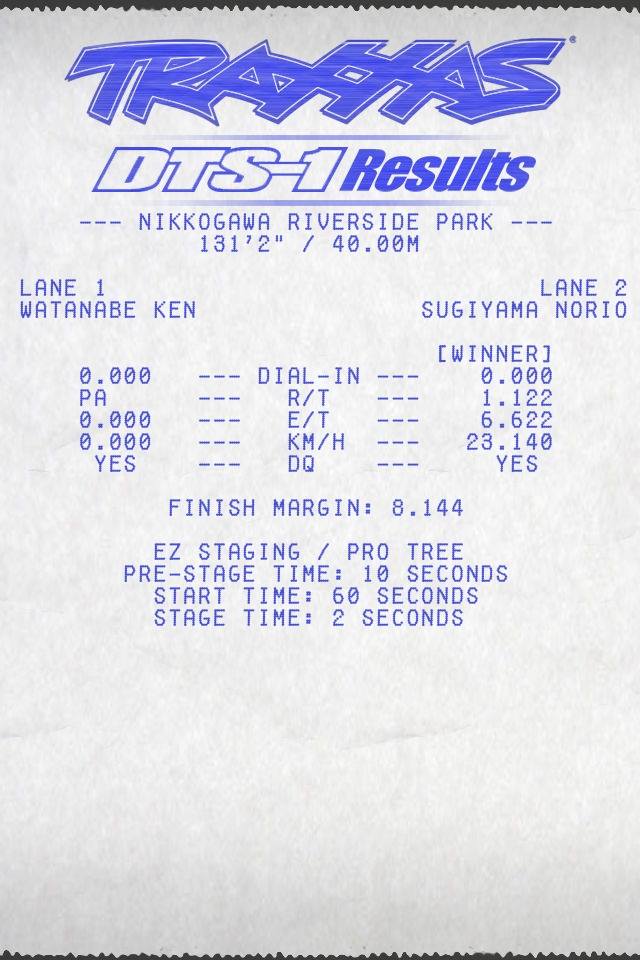 TRAXXAS®
DTS-1 Results
--- NIKKOGAWA RIVERSIDE PARK ---
131'2" / 40.00M
LANE 1 LANE 2
WATANABE KEN SUGIYAMA NORIO
[WINNER]
0.000 --- DIAL-IN --- 0.000
PA --- R/T --- 1.122
0.000 --- E/T --- 6.622
0.000 --- KM/H --- 23.140
YES --- DQ --- YES
FINISH MARGIN: 8.144
EZ STAGING / PRO TREE
PRE-STAGE TIME: 10 SECONDS
START TIME: 60 SECONDS
STAGE TIME: 2 SECONDS